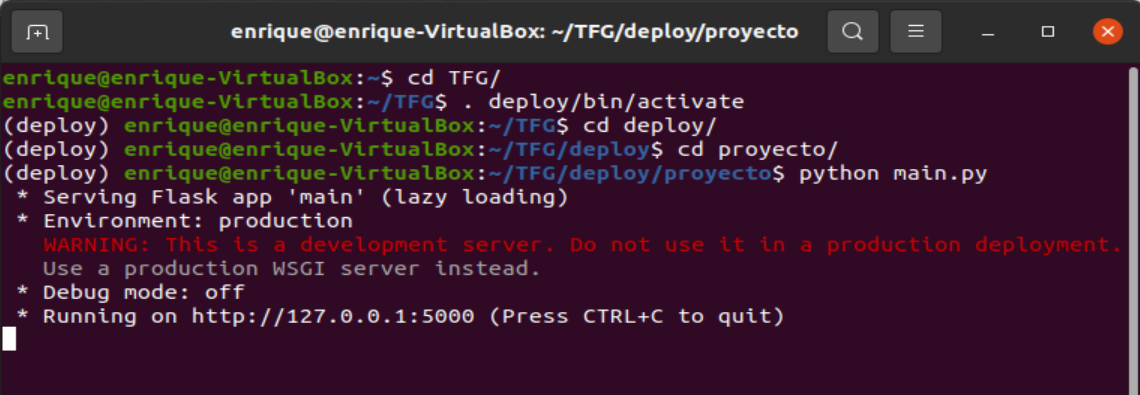 enrique@enrique-VirtualBox: ~/TFG/deploy/proyecto
enrique@enrique-VirtualBox:~$ cd TFG/
enrique@enrique-VirtualBox:~/TFG$ . deploy/bin/activate
(deploy) enrique@enrique-VirtualBox:~/TFG$ cd deploy/
(deploy) enrique@enrique-VirtualBox:~/TFG/deploy$ cd proyecto/
(deploy) enrique@enrique-VirtualBox:~/TFG/deploy/proyecto$ python main.py
 * Serving Flask app 'main' (lazy loading)
 * Environment: production
   WARNING: This is a development server. Do not use it in a production deployment.
   Use a production WSGI server instead.
 * Debug mode: off
 * Running on http://127.0.0.1:5000 (Press CTRL+C to quit)